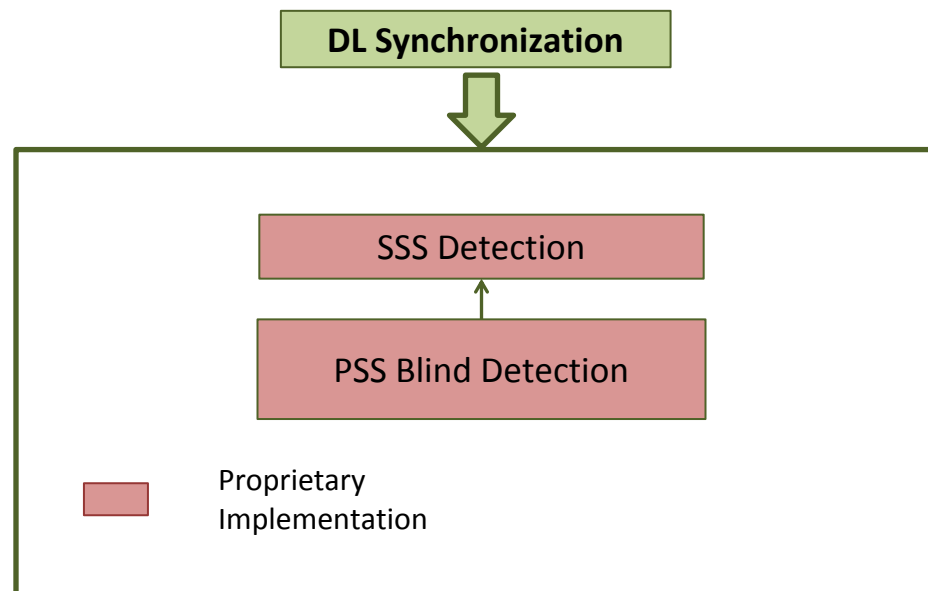 DL Synchronization
SSS Detection
PSS Blind Detection
Proprietary
Implementation